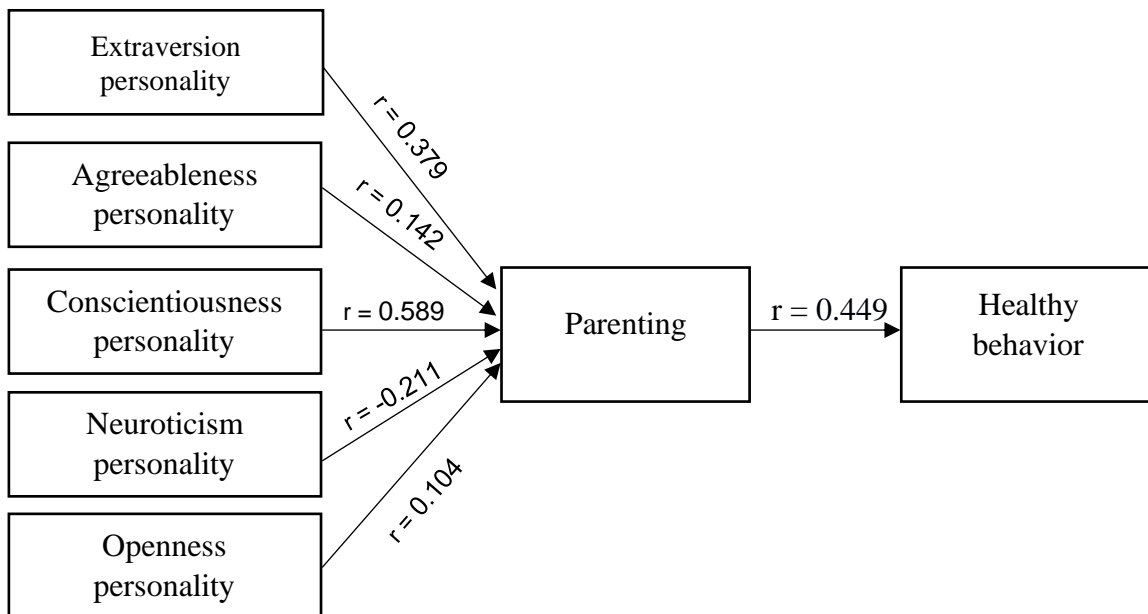 Extraversion
personality
r = 0.379
Agreeableness
personality
r = 0.142
Conscientiousness
personality
r = 0.589
Parenting
r = 0.449
Healthy
behavior
Neuroticism
personality
r = -0.211
Openness
personality
r = 0.104